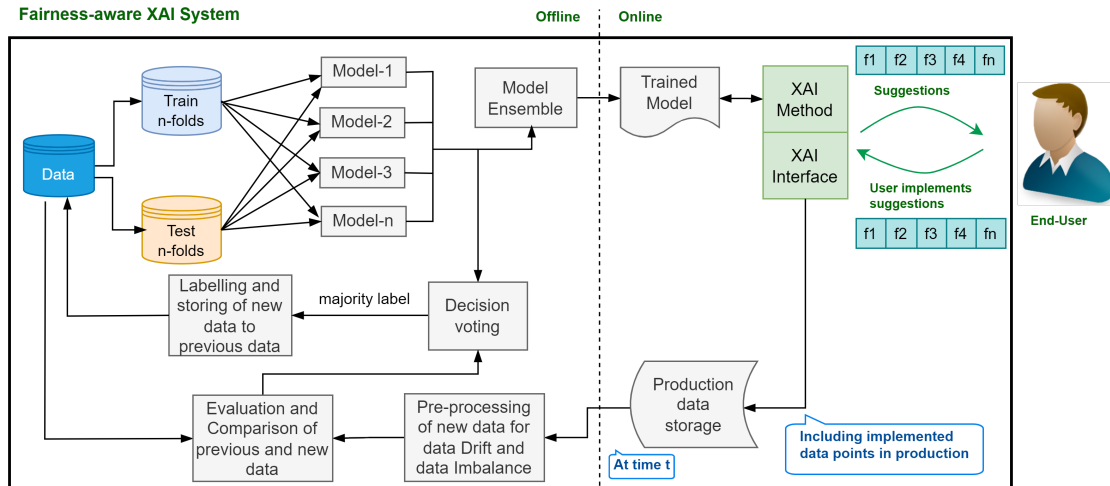 Fairness-aware XAI System
Offline
Online
Train
n-folds
Data
Test
n-folds
Model-1
Model-2
Model-3
Model-n
Model
Ensemble
Trained
Model
XAI
Method
XAI
Interface
f1 f2 f3 f4 fn
Suggestions
User implements
suggestions
f1 f2 f3 f4 fn
End-User
Labelling and
storing of new
data to
previous data
majority label
Decision
voting
Evaluation and
Comparison of
previous and new
data
Pre-processing
of new data for
data Drift and
data Imbalance
Production
data
storage
At time t
Including implemented
data points in production